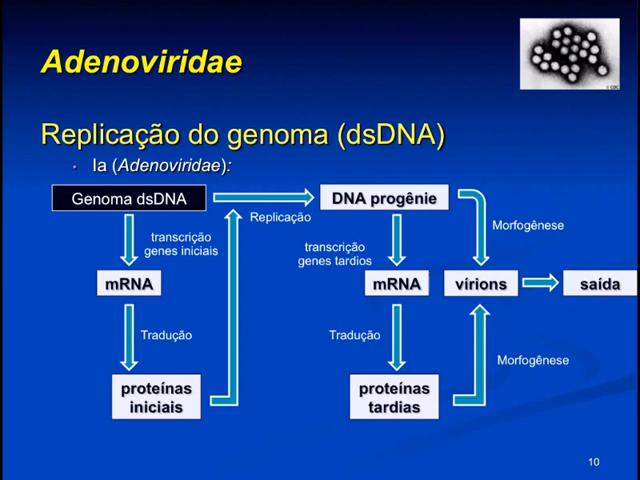 Adenoviridae
© CDC
Replicação do genoma (dsDNA)
• Ia (Adenoviridae):
Genoma dsDNA
Replicação
DNA progênie
Morfogênese
transcrição
genes iniciais
transcrição
genes tardios
mRNA
mRNA
vírions
saída
Tradução
Tradução
Morfogênese
proteínas
iniciais
proteínas
tardias
10